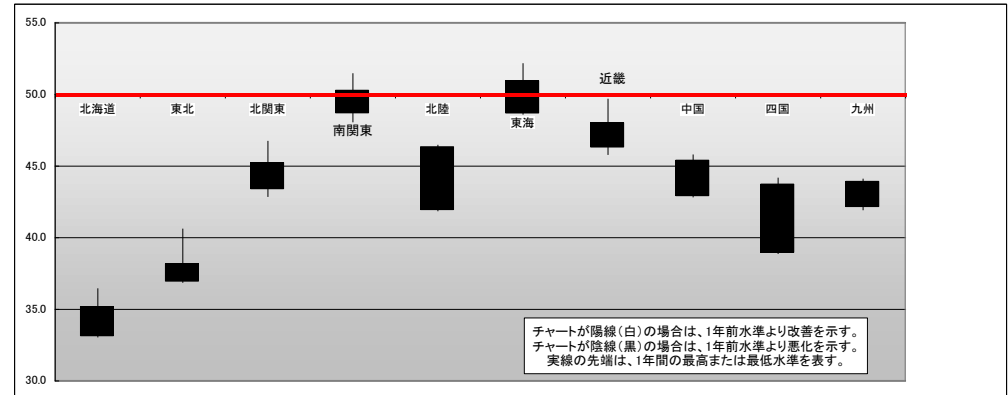 55.0
近畿
50.0
北海道 東北 北関東 北陸 中国 四国 九州
南関東 東海
45.0
40.0
35.0
チャートが陽線(白)の場合は、1年前水準より改善を示す。
チャートが陰線(黒)の場合は、1年前水準より悪化を示す。
実線の先端は、1年間の最高または最低水準を表す。
30.0